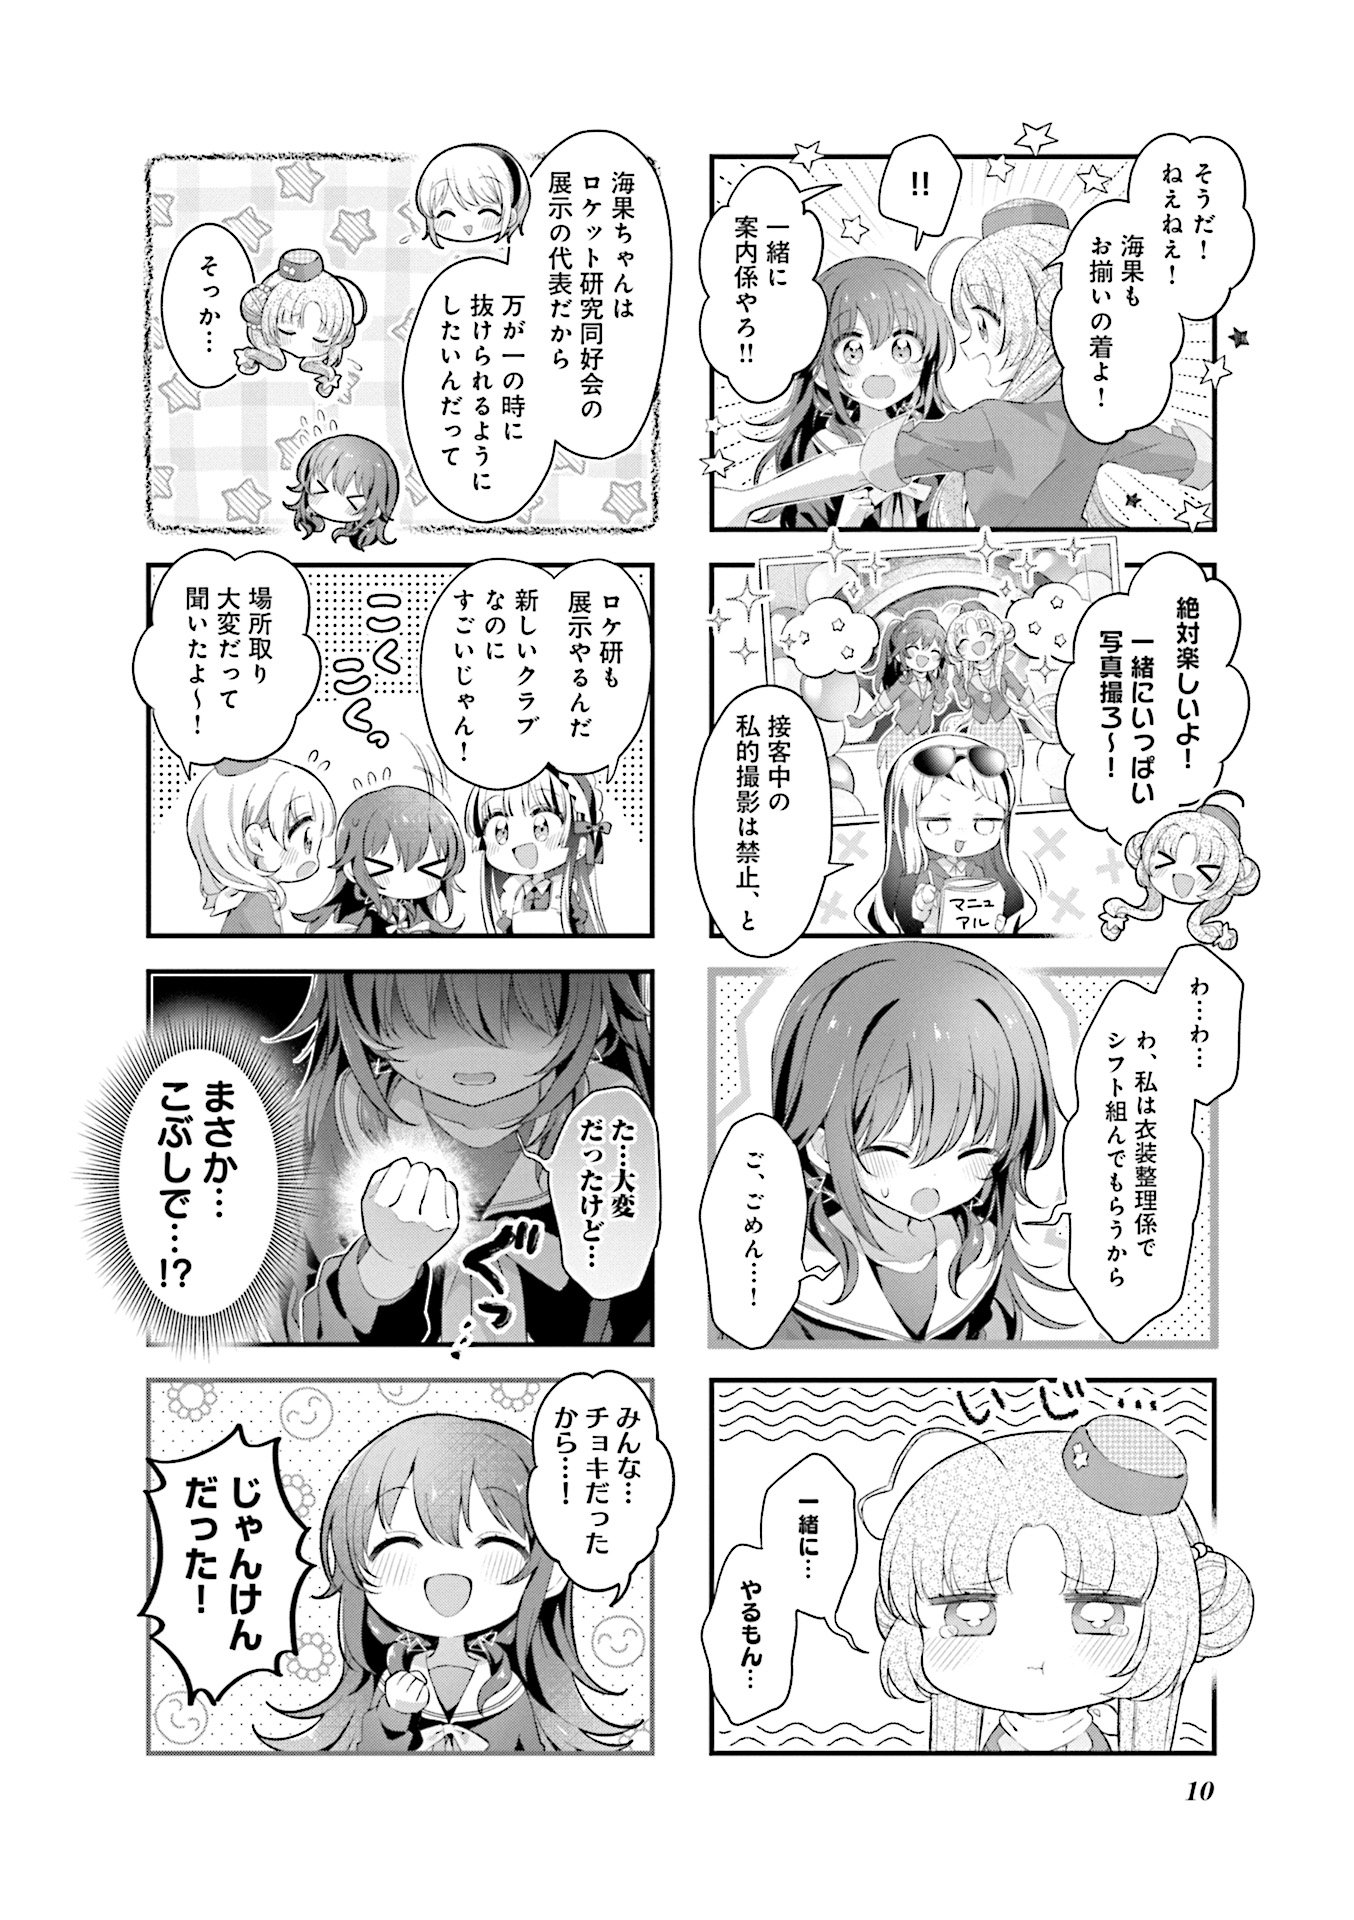 そうだ！
ねぇねぇ！
海果も
お揃いの着よ！
!!
一緒に
案内係やろ!!
絶対楽しいよ！
一緒にいっぱい
写真撮ろ〜！
接客中の
私的撮影は禁止、と
マニュ
アル
わ…わ…
わ、私は衣装整理係で
シフト組んでもらうから
ご、ごめん…！
いじ…
一緒に…
やるもん…
海果ちゃんは
ロケット研究同好会の
展示の代表だから
万が一の時に
抜けられるように
したいんだって
そっか…
ロケ研も
展示やるんだ
新しいクラブ
なのに
すごいじゃん！
こくこく
場所取り
大変だって
聞いたよ〜！
た…大変
だったけど…
ぐっ…
まさか…
こぶしで…!?
みんな…
チョキだった
から…！
じゃんけん
だった！
10